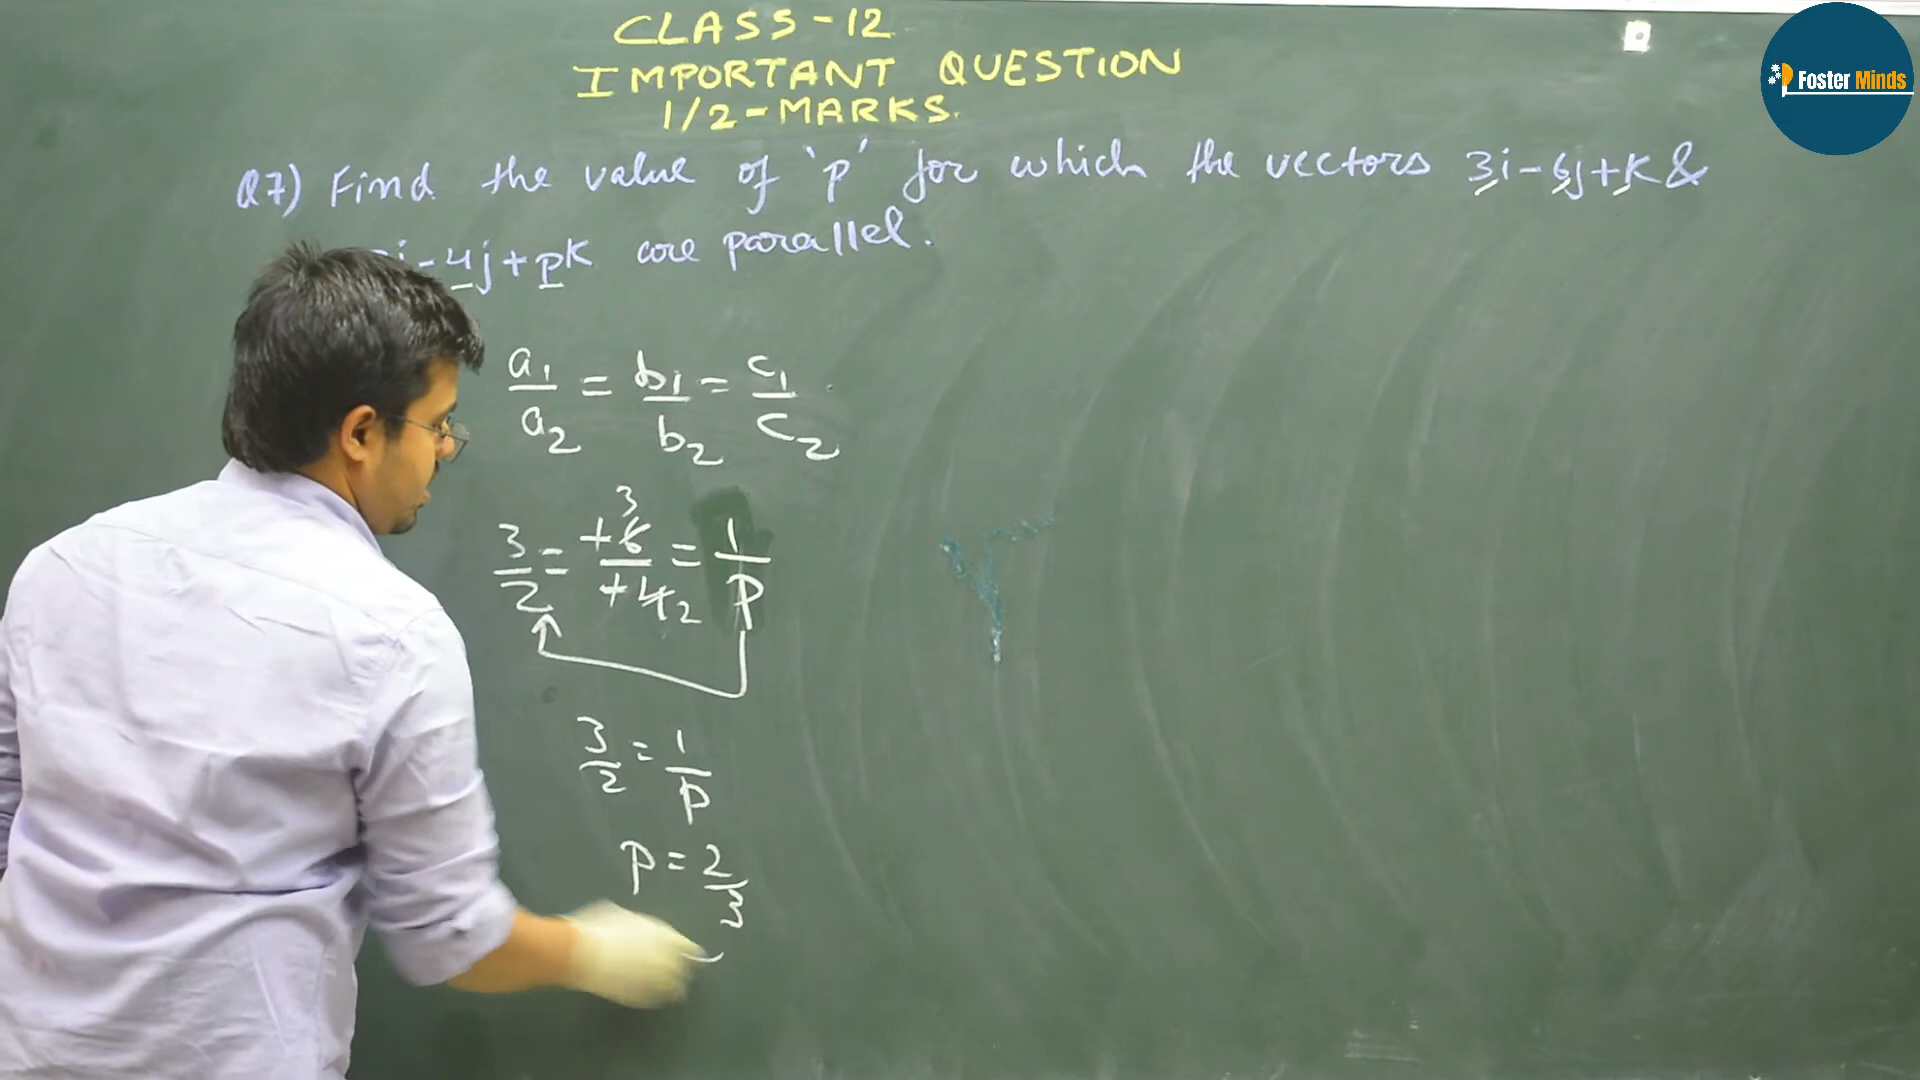 CLASS-12
IMPORTANT QUESTION
1/2-MARKS.
Foster Minds
Q7) Find the value of 'p' for which the vectors 3i-6j+k &
i-4j+pk are parallel.
a1/a2 = b1/b2 = c1/c2
3/2 = +6/+4 = 1/P
3 2
3/2 = 1/P
P = 2/3